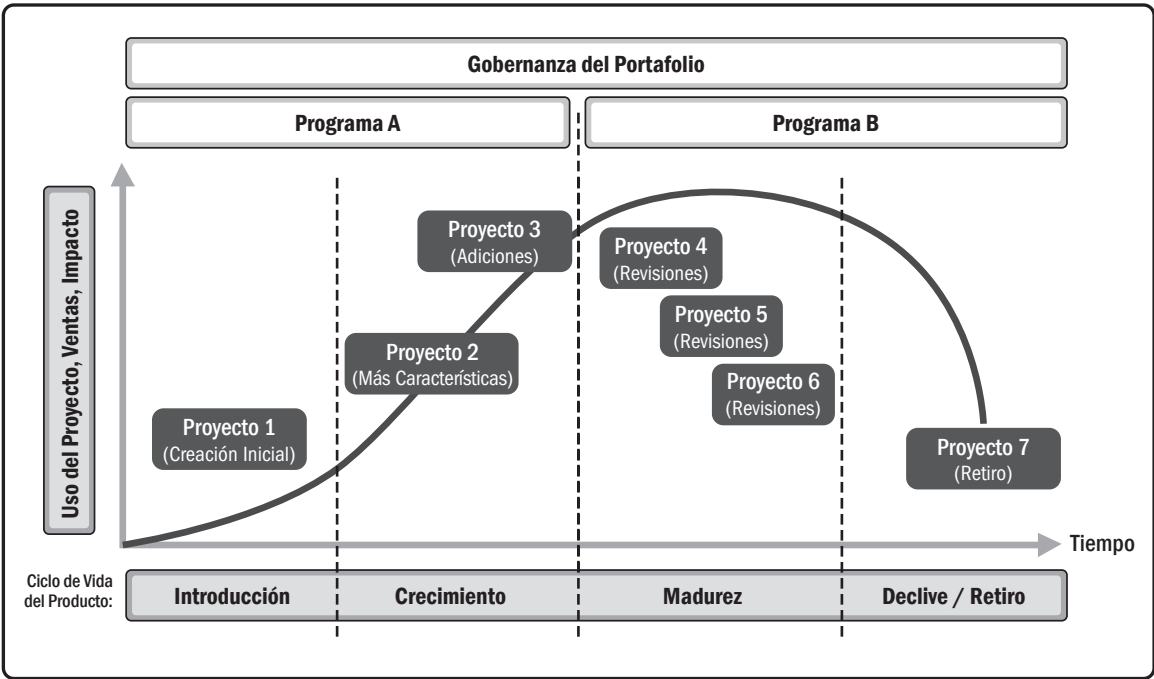 Gobernanza del Portafolio
Programa A
Programa B
Uso del Proyecto, Ventas, Impacto
Proyecto 3
(Adiciones)
Proyecto 4
(Revisiones)
Proyecto 5
(Revisiones)
Proyecto 2
(Más Características)
Proyecto 6
(Revisiones)
Proyecto 1
(Creación Inicial)
Proyecto 7
(Retiro)
Tiempo
Ciclo de Vida
del Producto:
Introducción
Crecimiento
Madurez
Declive / Retiro